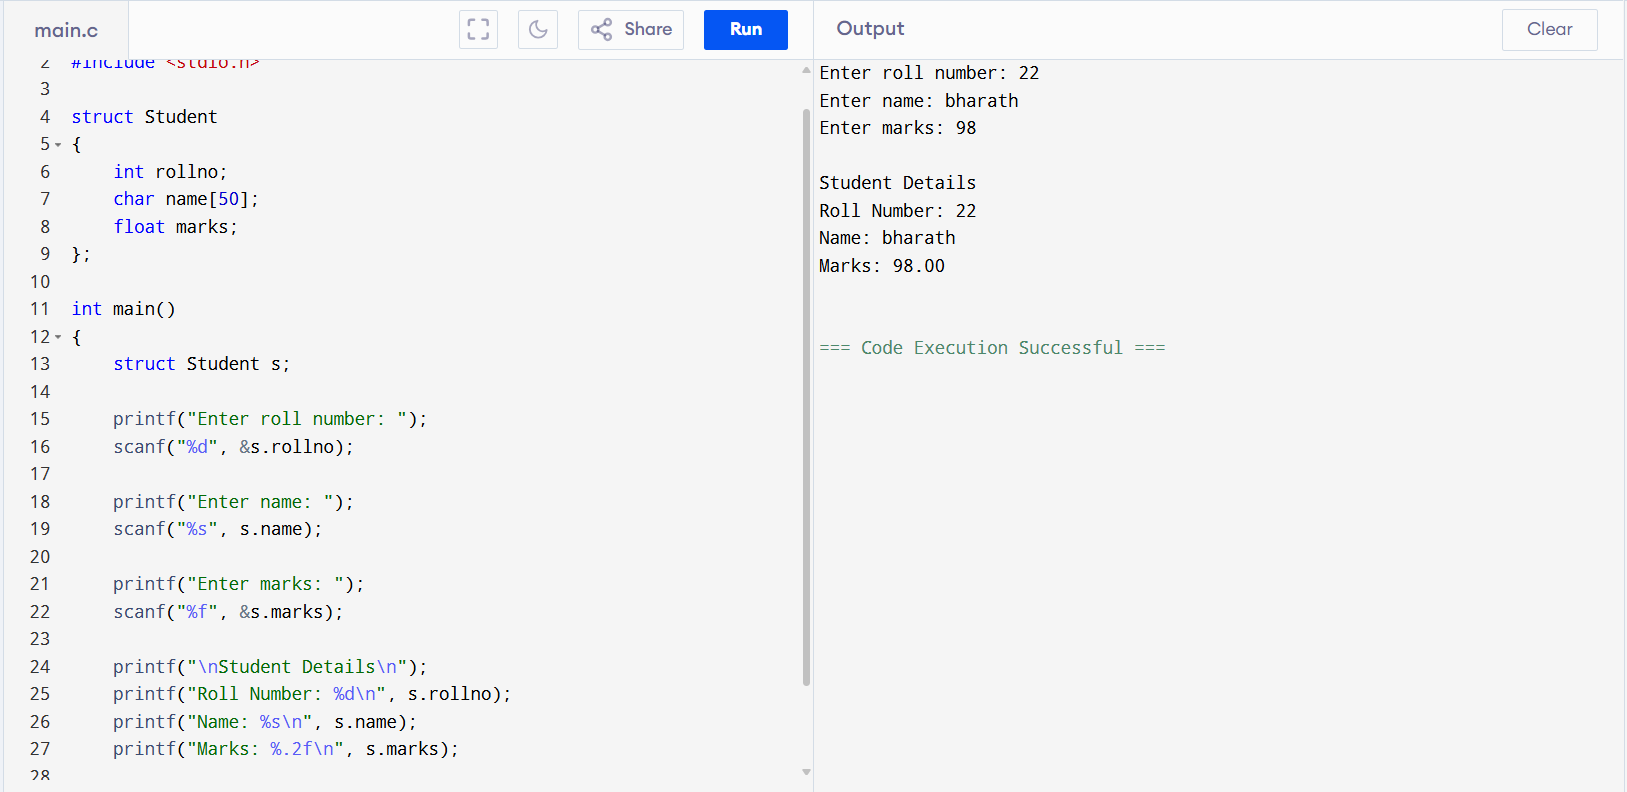 main.c
Share
Run
Output
Clear
2 #include <stdio.h>
3
4 struct Student
5 {
6     int rollno;
7     char name[50];
8     float marks;
9 };
10
11 int main()
12 {
13     struct Student s;
14
15     printf("Enter roll number: ");
16     scanf("%d", &s.rollno);
17
18     printf("Enter name: ");
19     scanf("%s", s.name);
20
21     printf("Enter marks: ");
22     scanf("%f", &s.marks);
23
24     printf("\nStudent Details\n");
25     printf("Roll Number: %d\n", s.rollno);
26     printf("Name: %s\n", s.name);
27     printf("Marks: %.2f\n", s.marks);
28
Enter roll number: 22
Enter name: bharath
Enter marks: 98
Student Details
Roll Number: 22
Name: bharath
Marks: 98.00
=== Code Execution Successful ===